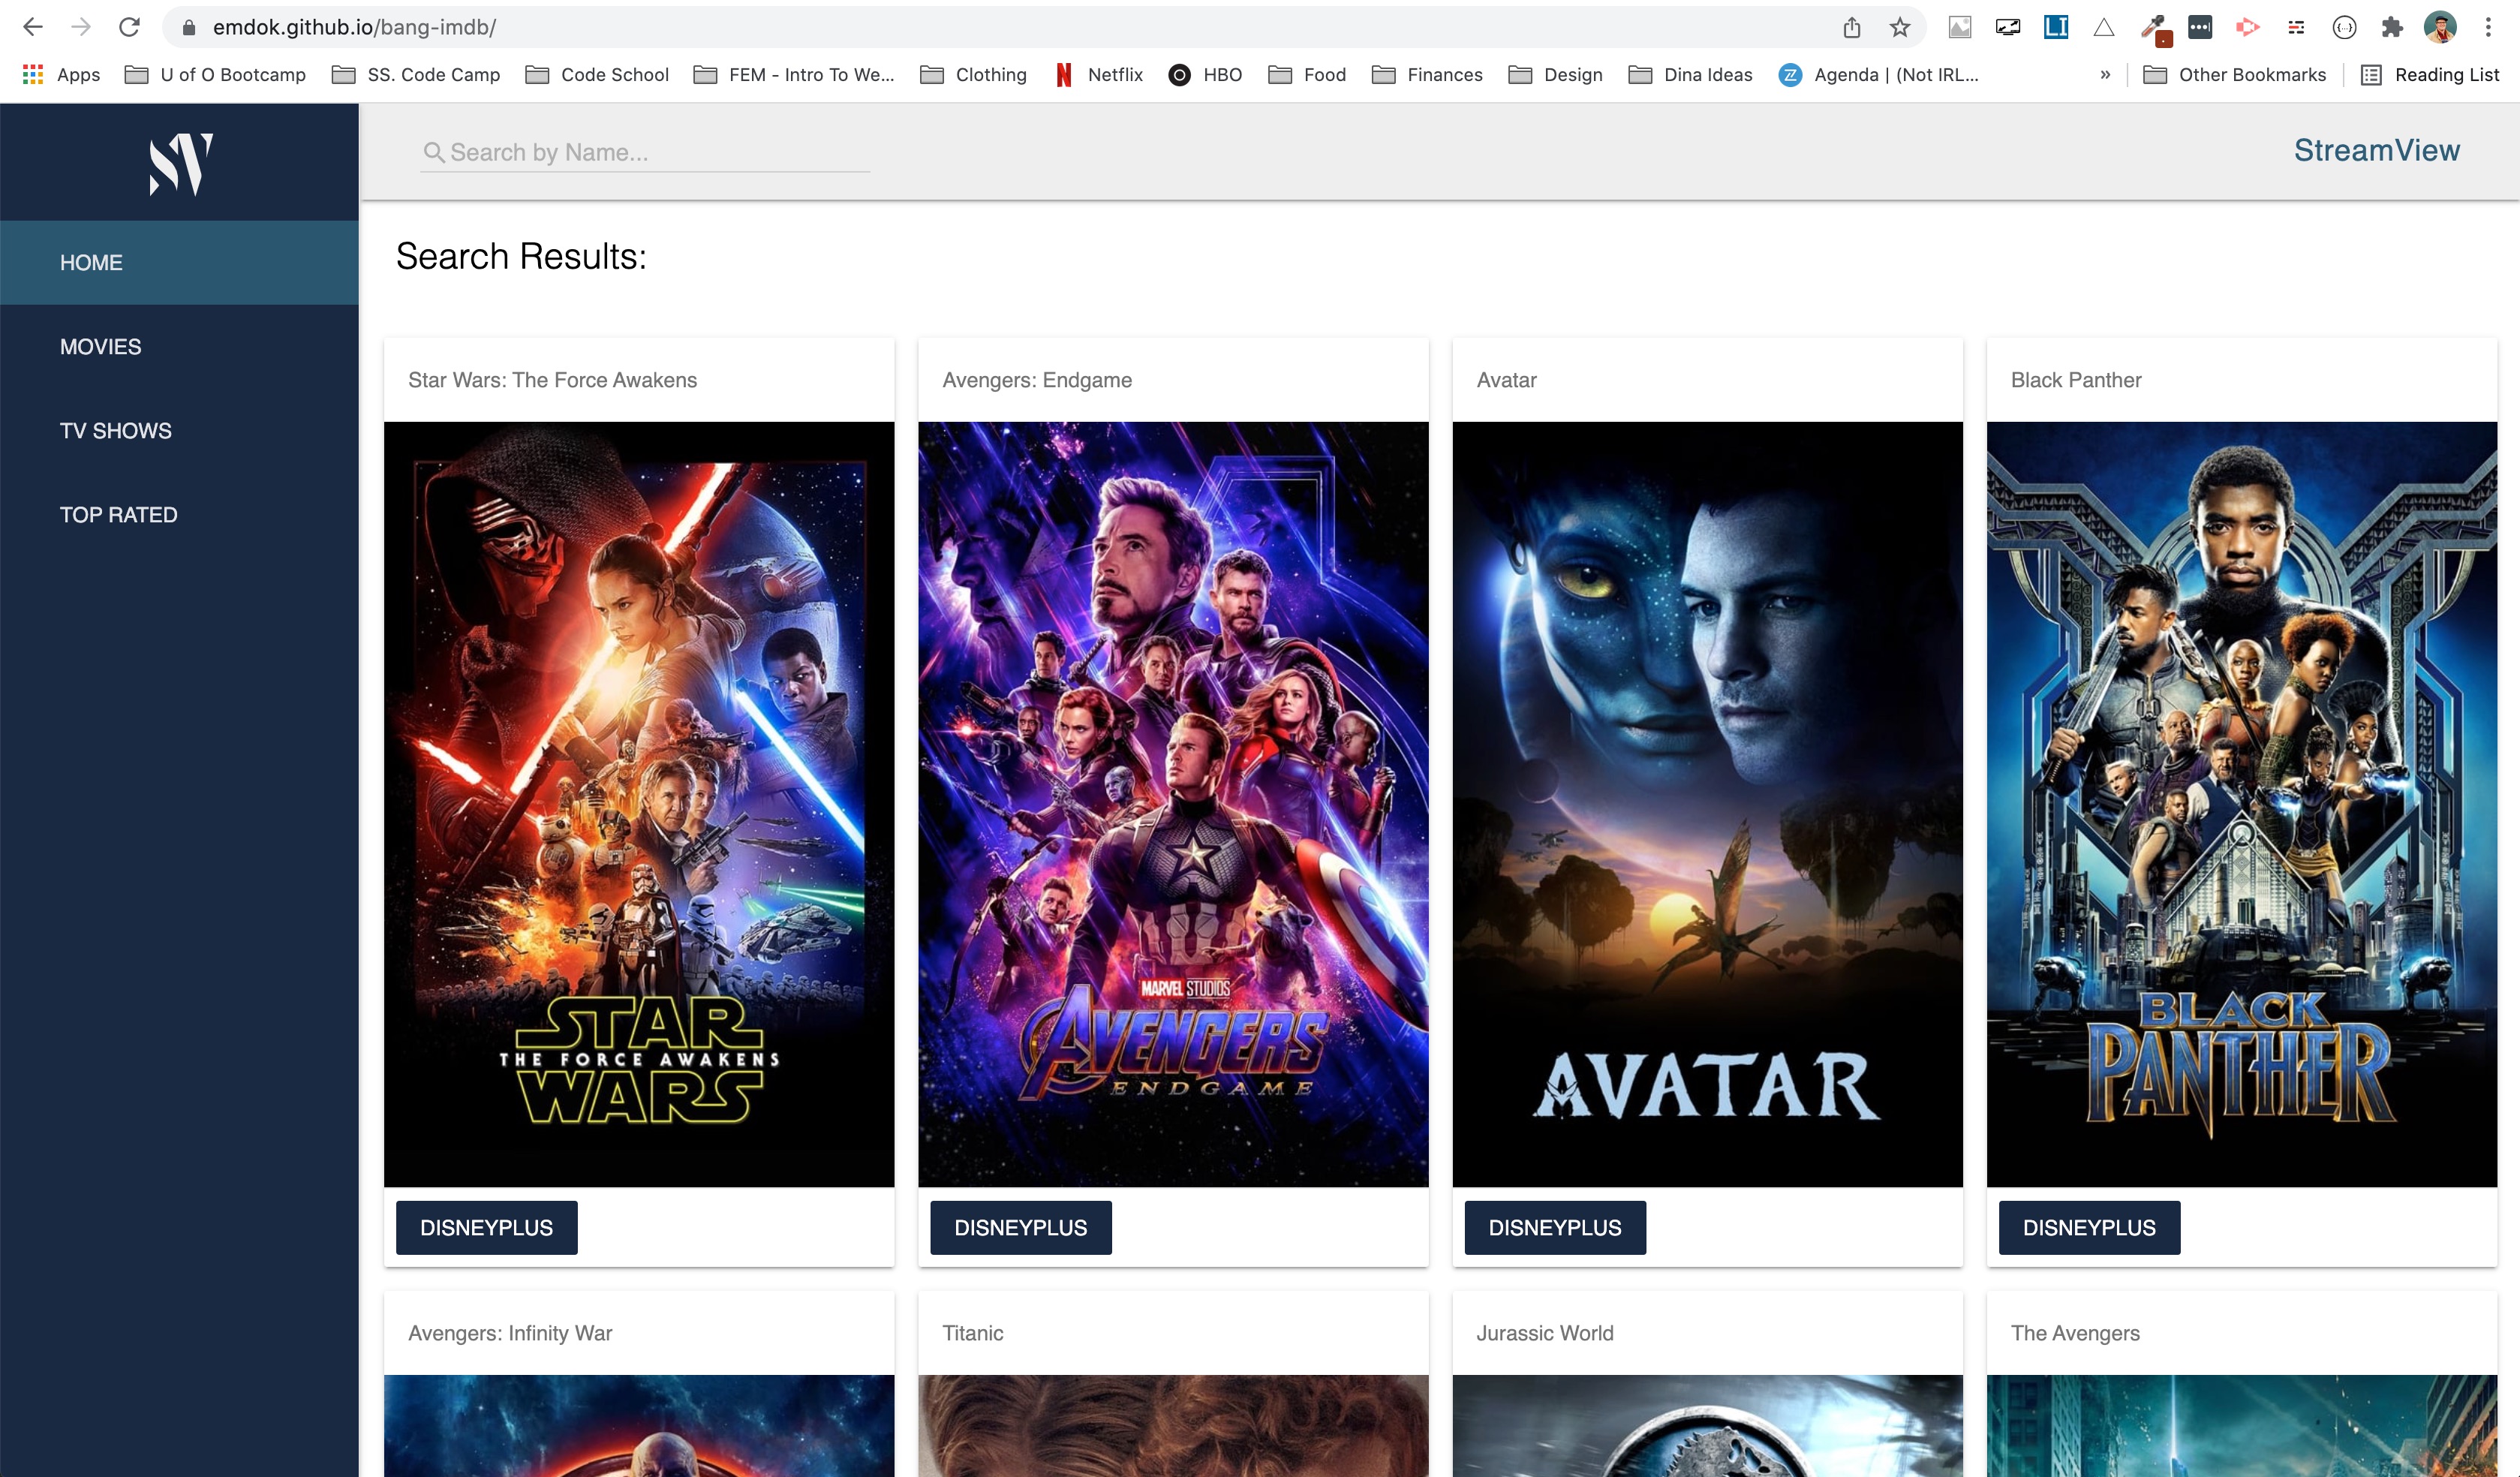 emdok.github.io/bang-imdb/
Apps U of O Bootcamp SS. Code Camp Code School FEM - Intro To We... Clothing Netflix HBO Food Finances Design Dina Ideas Agenda | (Not IRL... » Other Bookmarks Reading List
SV
Search by Name...
StreamView
HOME
MOVIES
TV SHOWS
TOP RATED
Search Results:
Star Wars: The Force Awakens
STAR
THE FORCE AWAKENS
WARS
DISNEYPLUS
Avengers: Endgame
MARVEL STUDIOS
AVENGERS
ENDGAME
DISNEYPLUS
Avatar
AVATAR
DISNEYPLUS
Black Panther
BLACK
PANTHER
DISNEYPLUS
Avengers: Infinity War
Titanic
Jurassic World
The Avengers